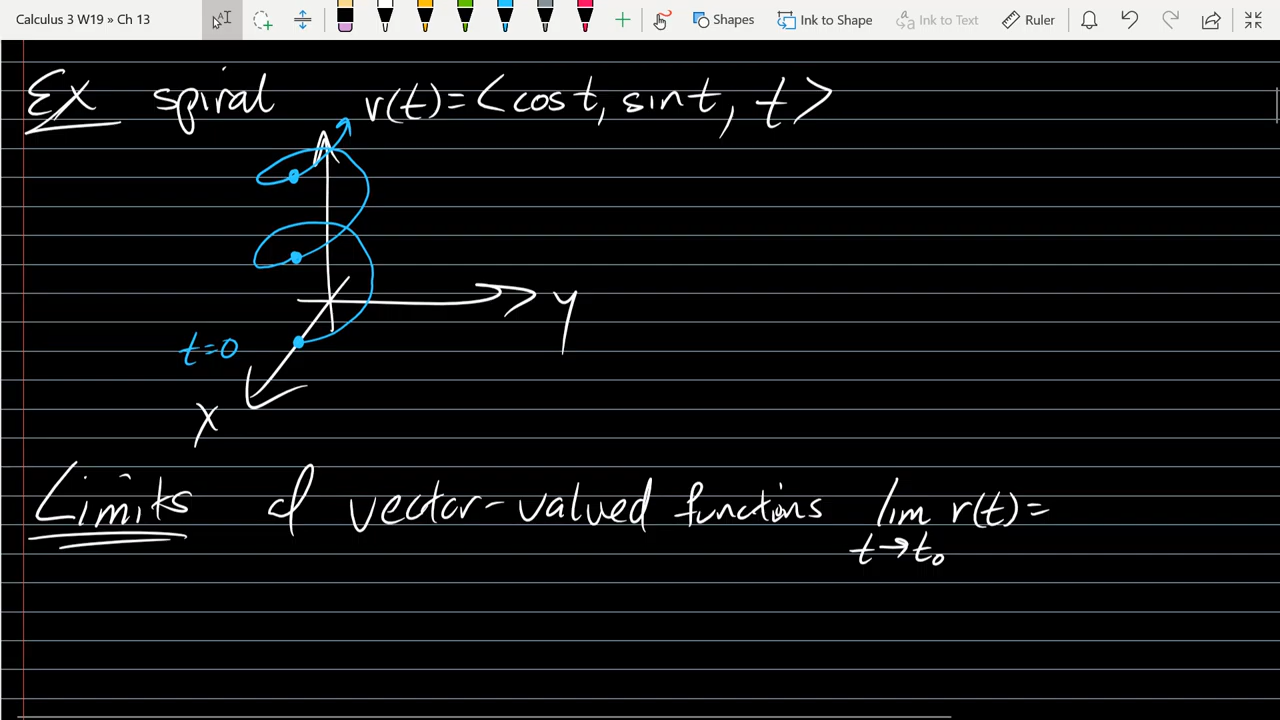 Calculus 3 W19 » Ch 13
Shapes Ink to Shape Ink to Text Ruler
Ex spiral r(t)=<cos t, sin t, t>
t=0
y
x
Limits of vector-valued functions lim r(t)=
t→t₀